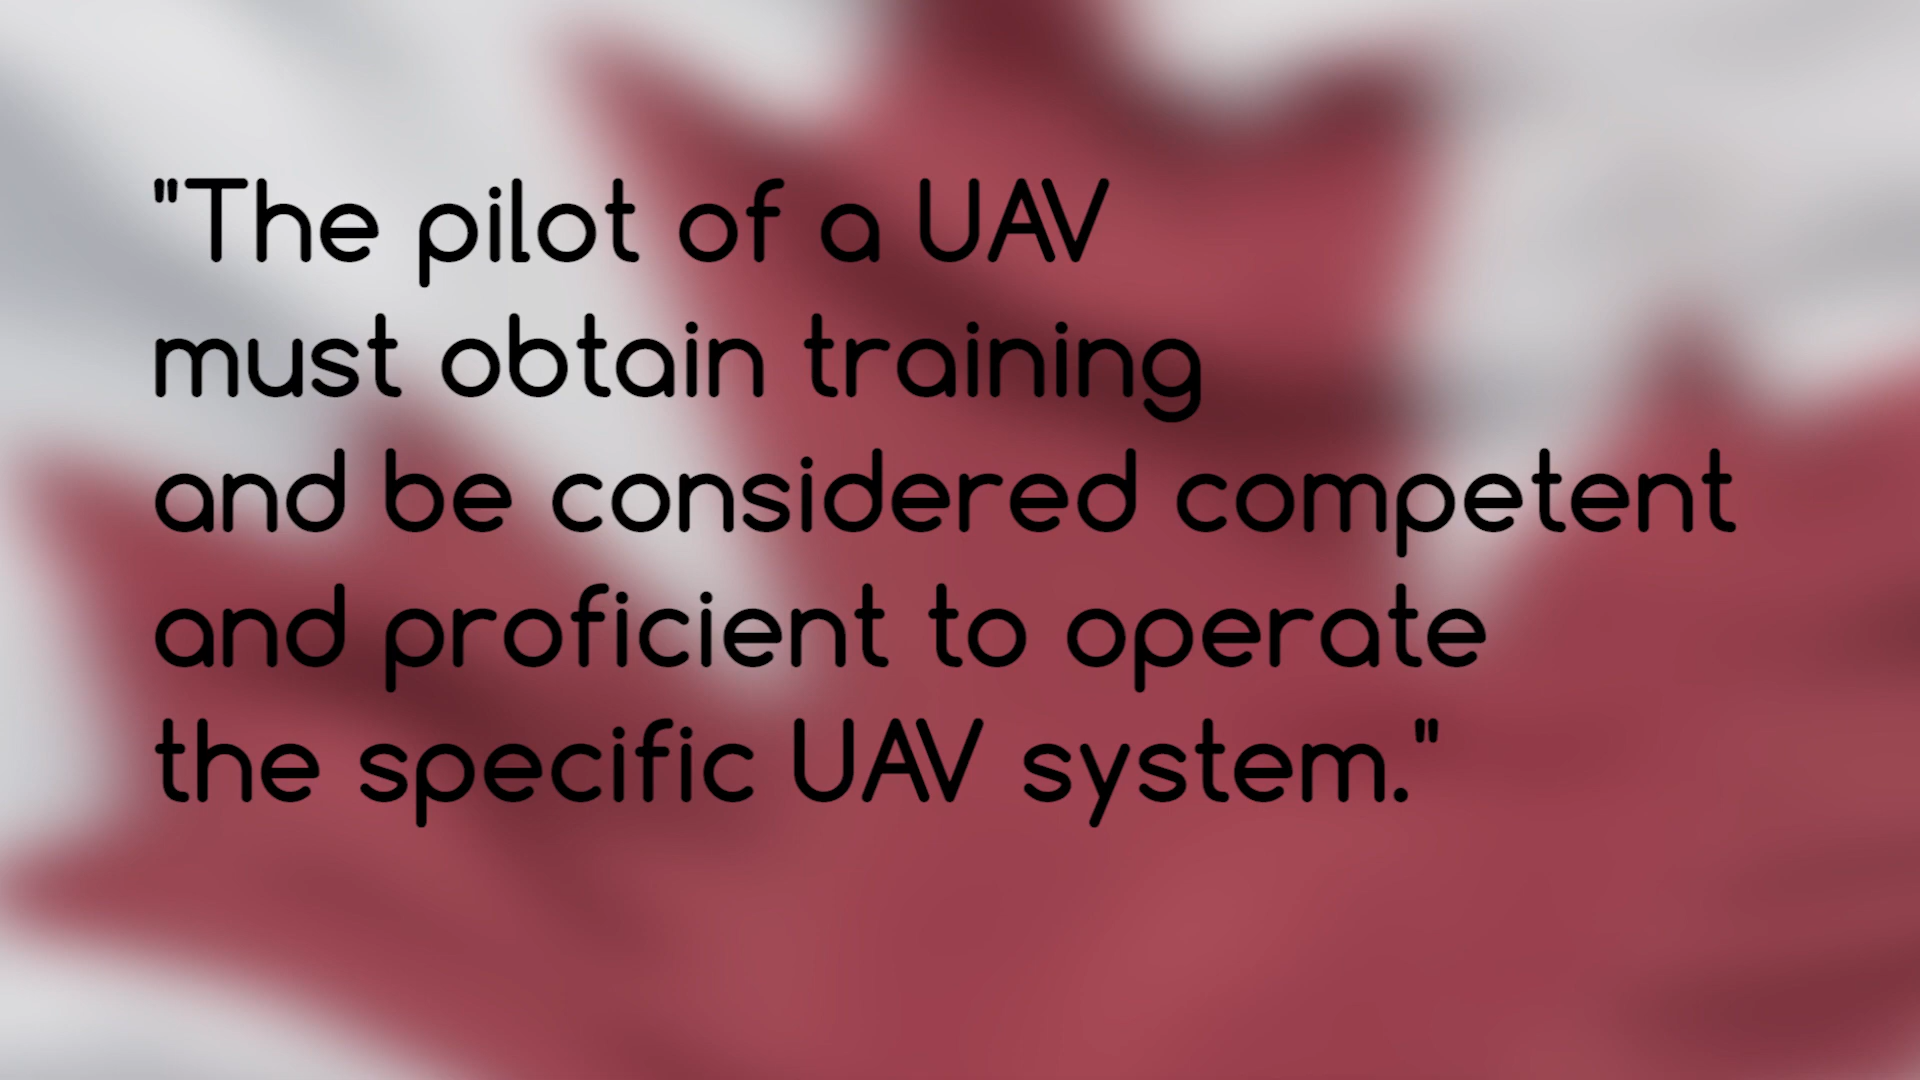 "The pilot of a UAV
must obtain training
and be considered competent
and proficient to operate
the specific UAV system."